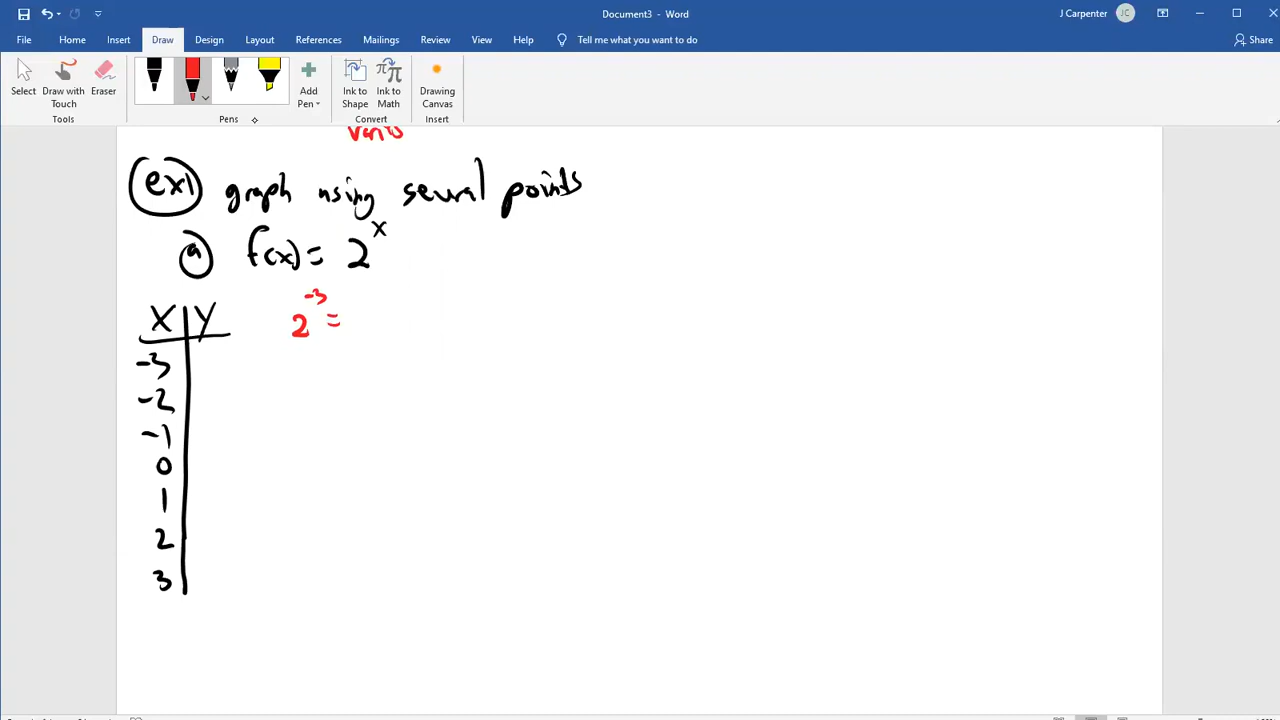 Document3 - Word
J Carpenter JC
File Home Insert Draw Design Layout References Mailings Review View Help Tell me what you want to do Share
Select Draw with Touch Eraser Add Pen Ink to Shape Ink to Math Drawing Canvas
Tools Pens Convert Insert
ex1 graph using several points
a f(x) = 2^x
X Y 2^-3 =
-3
-2
-1
0
1
2
3